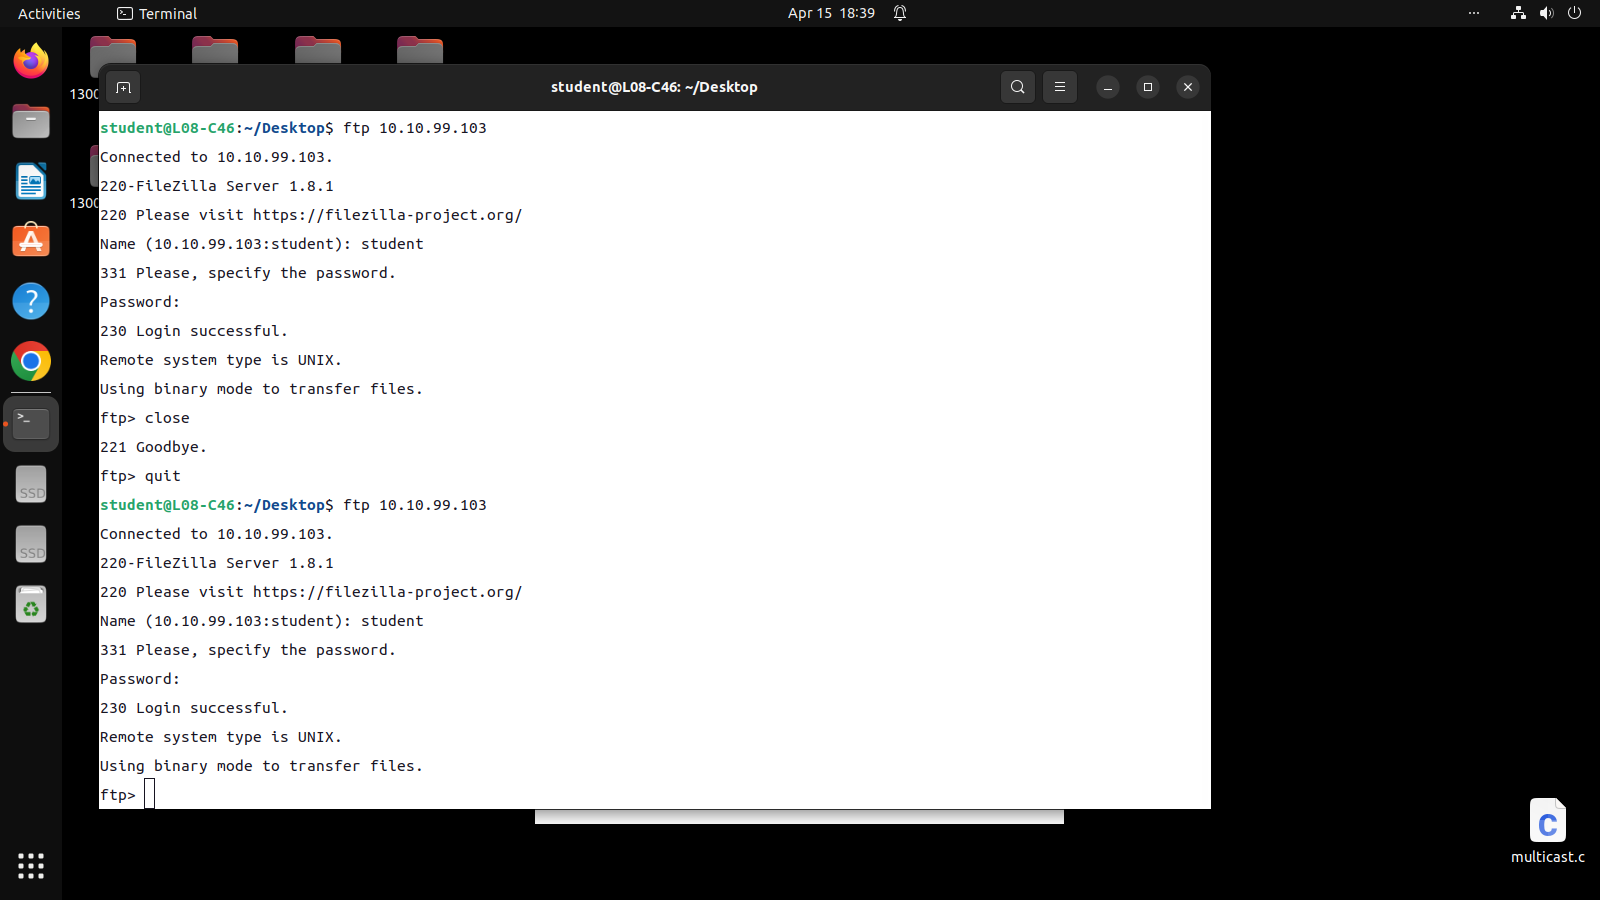 Activities
Terminal
Apr 15 18:39
student@L08-C46: ~/Desktop
student@L08-C46:~/Desktop$ ftp 10.10.99.103
Connected to 10.10.99.103.
220-FileZilla Server 1.8.1
220 Please visit https://filezilla-project.org/
Name (10.10.99.103:student): student
331 Please, specify the password.
Password:
230 Login successful.
Remote system type is UNIX.
Using binary mode to transfer files.
ftp> close
221 Goodbye.
ftp> quit
student@L08-C46:~/Desktop$ ftp 10.10.99.103
Connected to 10.10.99.103.
220-FileZilla Server 1.8.1
220 Please visit https://filezilla-project.org/
Name (10.10.99.103:student): student
331 Please, specify the password.
Password:
230 Login successful.
Remote system type is UNIX.
Using binary mode to transfer files.
ftp>
1300
1300
SSD
SSD
C
multicast.c